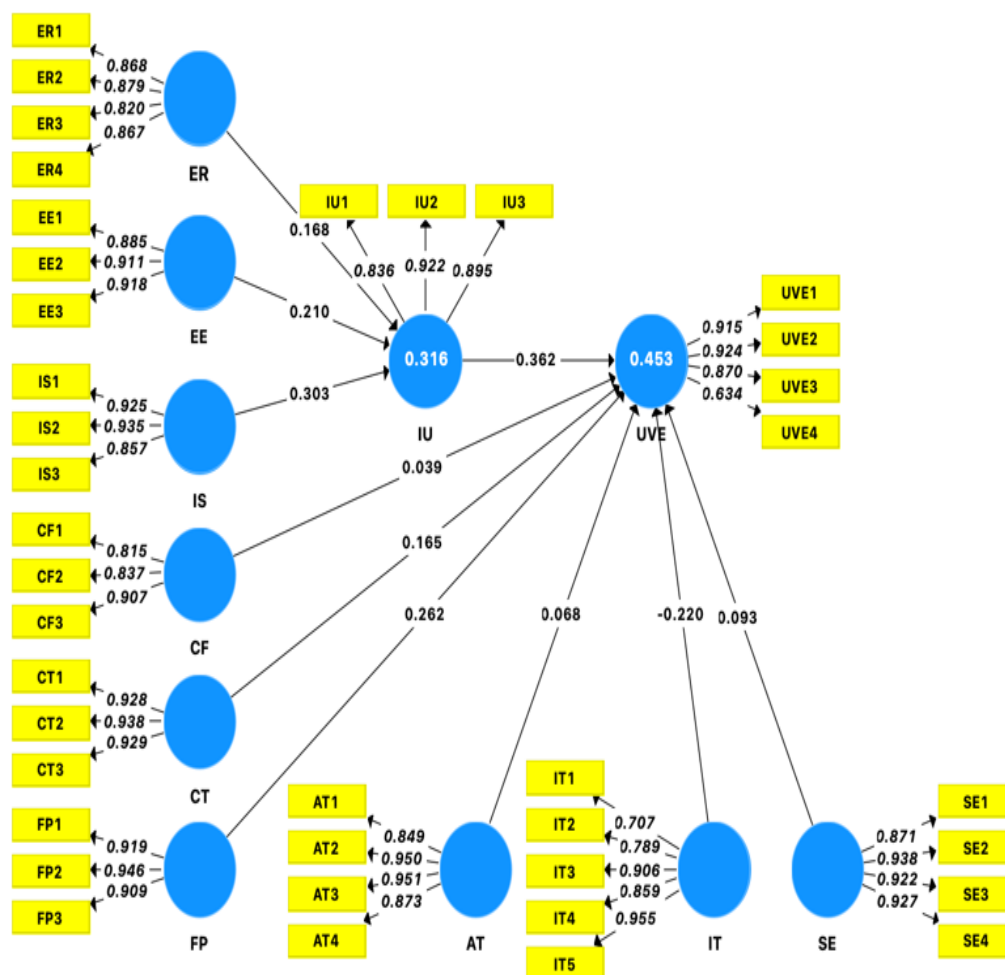 ER1
ER2
ER3
ER4
0.868
0.879
0.820
0.867
ER
EE1
EE2
EE3
0.885
0.911
0.918
EE
IS1
IS2
IS3
0.925
0.935
0.857
IS
CF1
CF2
CF3
0.815
0.837
0.907
CF
CT1
CT2
CT3
0.928
0.938
0.929
CT
FP1
FP2
FP3
0.919
0.946
0.909
FP
0.168
0.210
0.303
IU1
IU2
IU3
0.836
0.922
0.895
0.316
IU
0.362
0.453
UVE
0.915
0.924
0.870
0.634
UVE1
UVE2
UVE3
UVE4
0.039
0.165
0.262
0.068
-0.220
0.093
AT1
AT2
AT3
AT4
0.849
0.950
0.951
0.873
AT
IT1
IT2
IT3
IT4
IT5
0.707
0.789
0.906
0.859
0.955
IT
SE
0.871
0.938
0.922
0.927
SE1
SE2
SE3
SE4